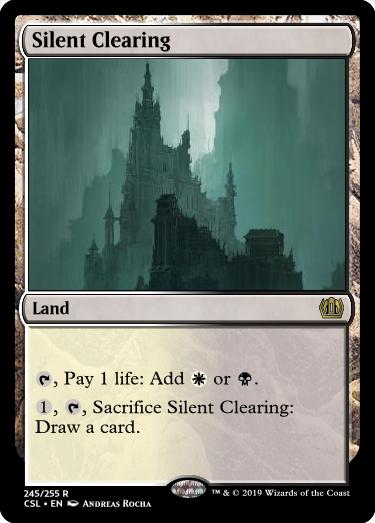 Silent Clearing
Land
, Pay 1 life: Add or .
1, , Sacrifice Silent Clearing:
Draw a card.
245/255 R
CSL • EN Andreas Rocha
™ & © 2019 Wizards of the Coast